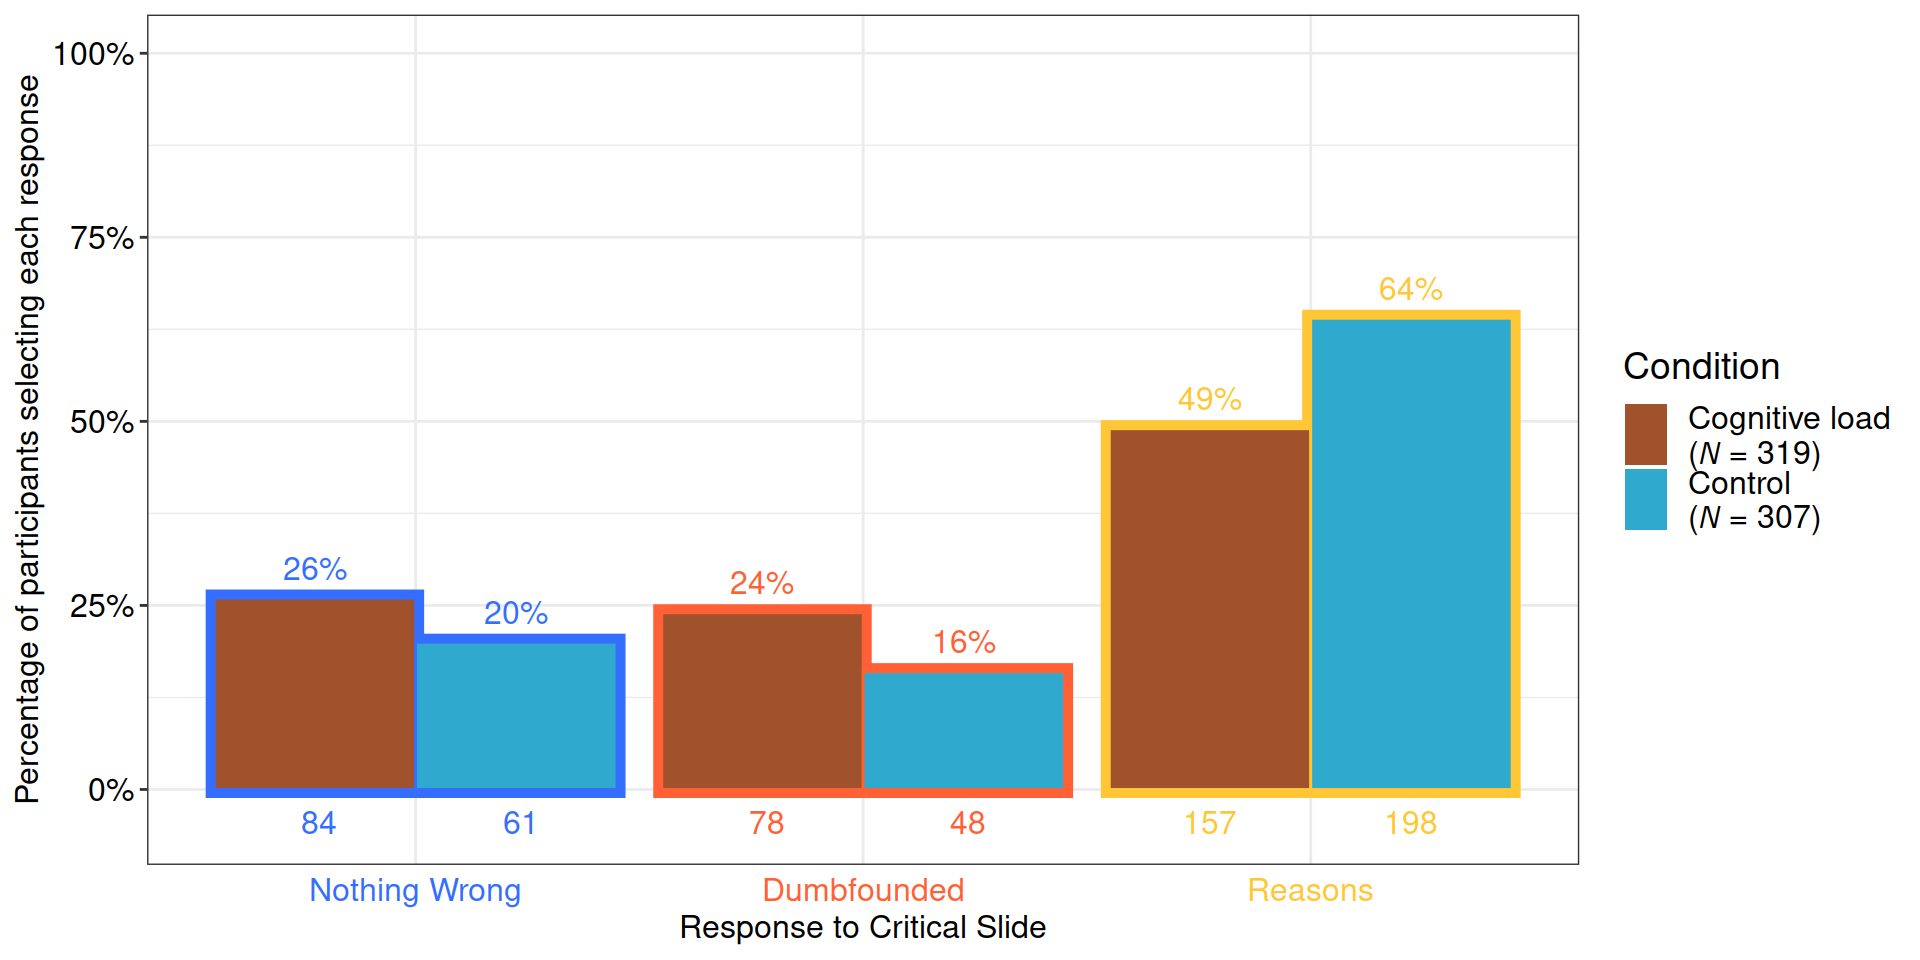 Percentage of participants selecting each response
100%
75%
50%
25%
0%
26%
20%
24%
16%
49%
64%
84
61
78
48
157
198
Nothing Wrong
Dumbfounded
Reasons
Response to Critical Slide
Condition
Cognitive load
(N = 319)
Control
(N = 307)